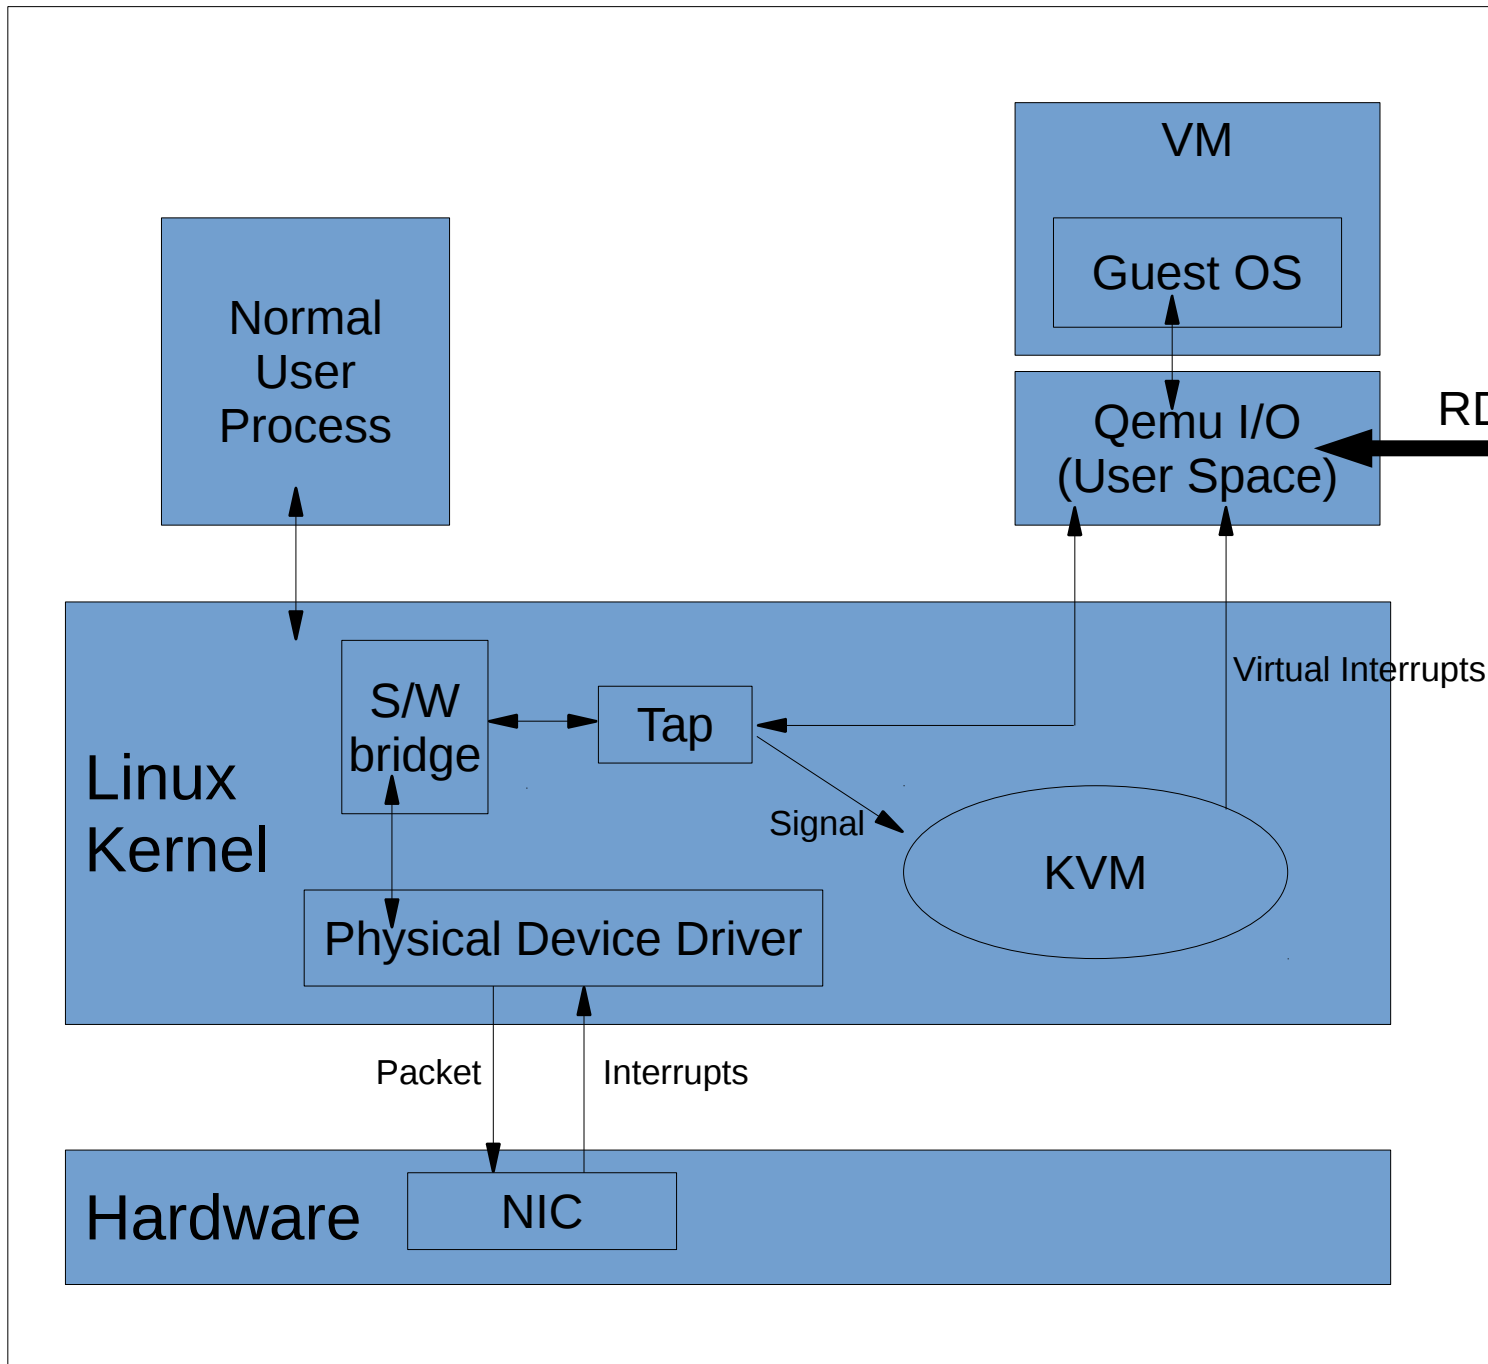 VM
Guest OS
Normal
User
Process
Qemu I/O
(User Space)
Virtual Interrupts
S/W
bridge
Tap
Linux
Kernel
Signal
KVM
Physical Device Driver
Packet
Interrupts
Hardware
NIC